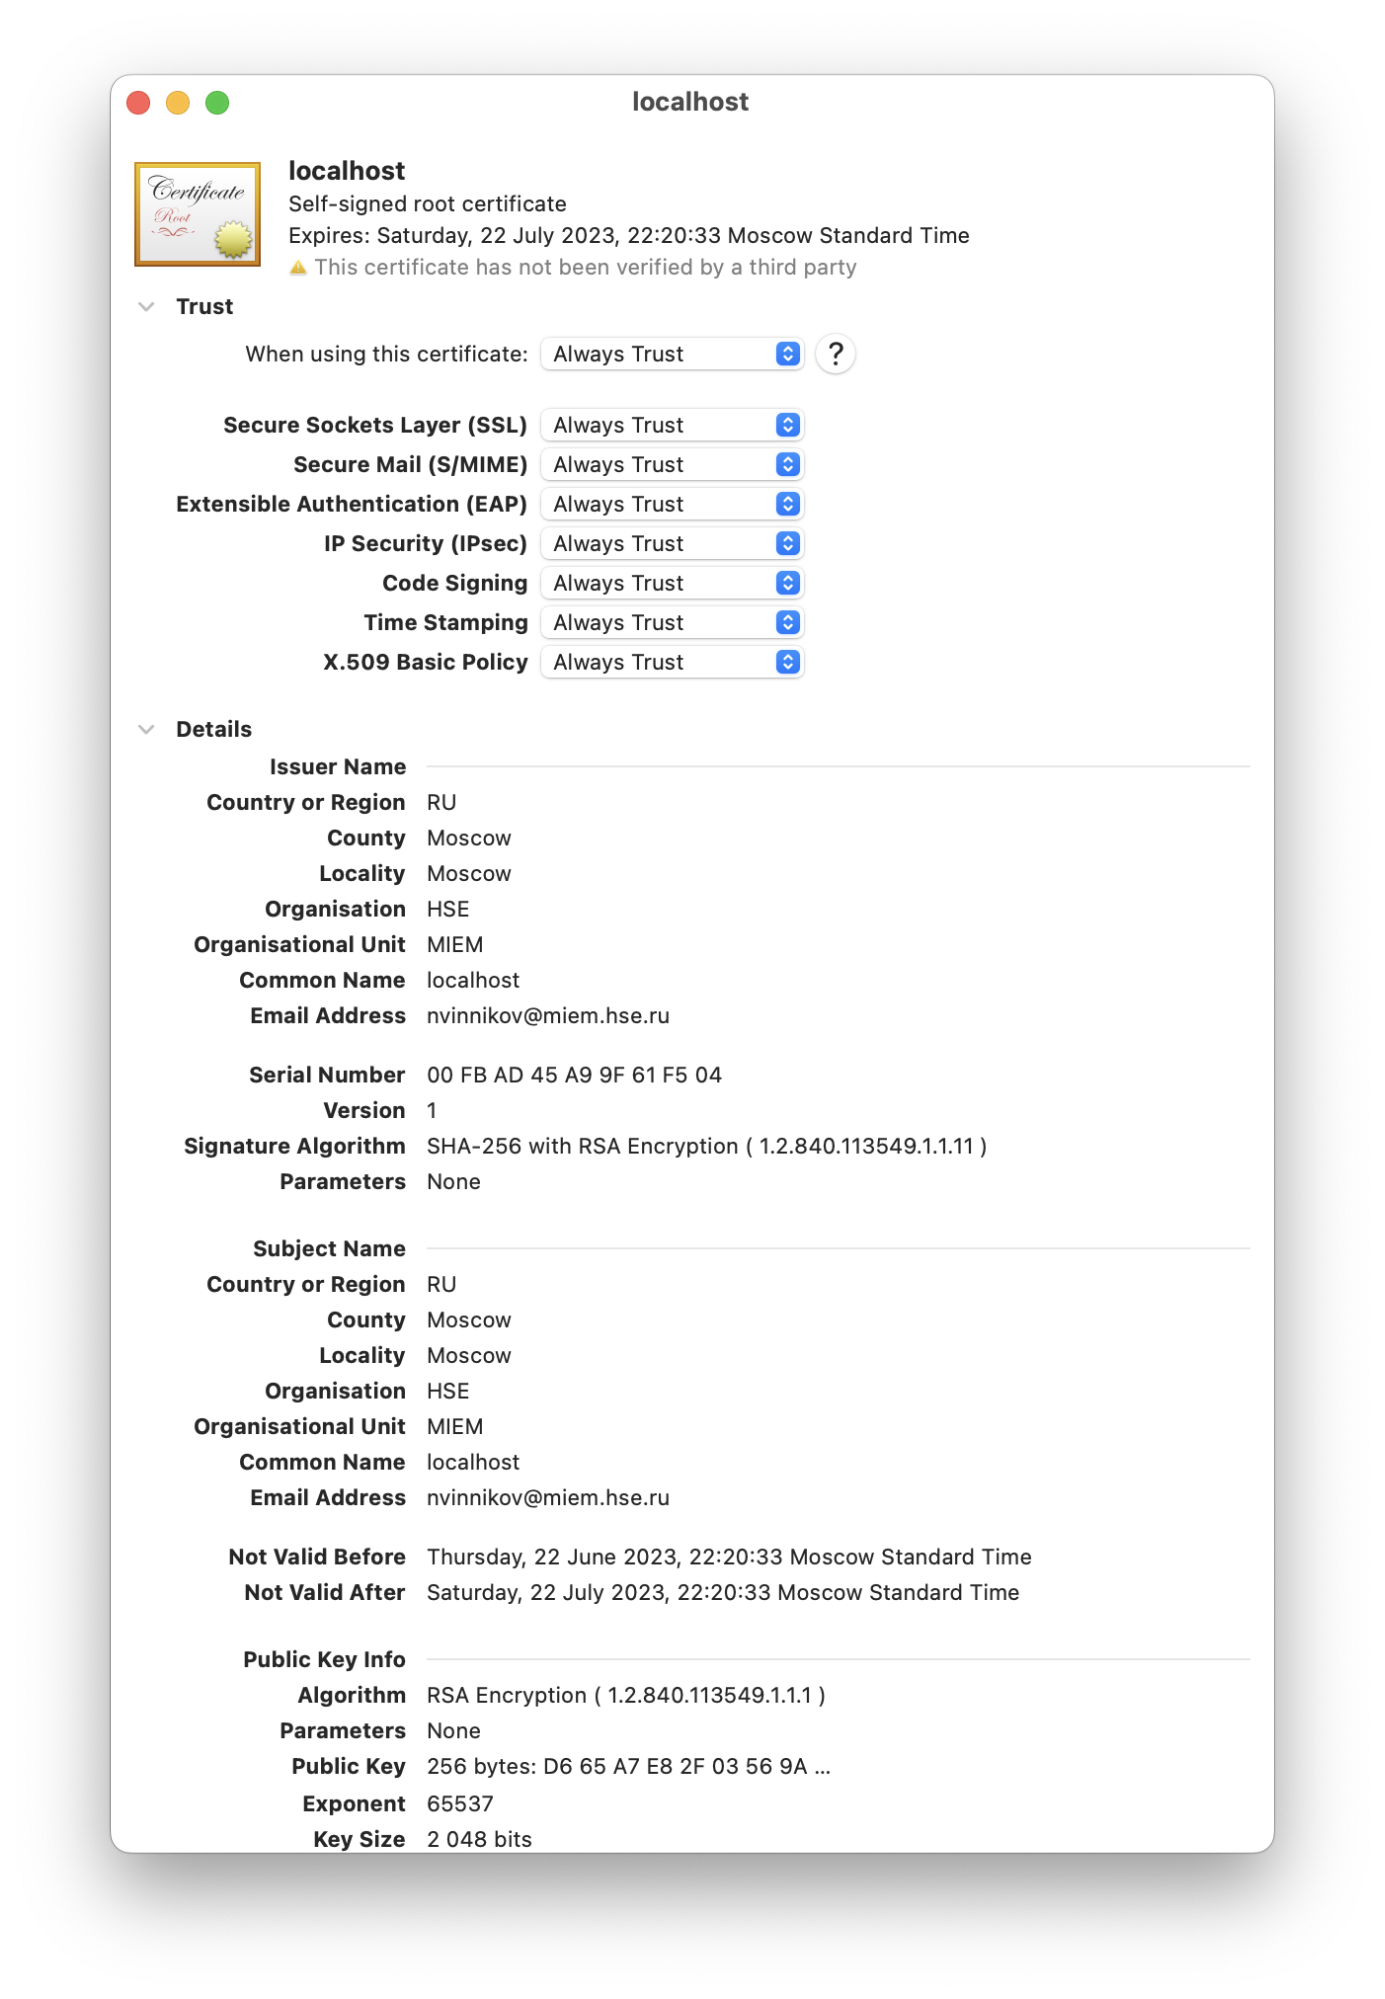 localhost
Certificate
Root
localhost
Self-signed root certificate
Expires: Saturday, 22 July 2023, 22:20:33 Moscow Standard Time
This certificate has not been verified by a third party
Trust
When using this certificate: Always Trust ?
Secure Sockets Layer (SSL) Always Trust
Secure Mail (S/MIME) Always Trust
Extensible Authentication (EAP) Always Trust
IP Security (IPsec) Always Trust
Code Signing Always Trust
Time Stamping Always Trust
X.509 Basic Policy Always Trust
Details
Issuer Name
Country or Region RU
County Moscow
Locality Moscow
Organisation HSE
Organisational Unit MIEM
Common Name localhost
Email Address nvinnikov@miem.hse.ru
Serial Number 00 FB AD 45 A9 9F 61 F5 04
Version 1
Signature Algorithm SHA-256 with RSA Encryption ( 1.2.840.113549.1.1.11 )
Parameters None
Subject Name
Country or Region RU
County Moscow
Locality Moscow
Organisation HSE
Organisational Unit MIEM
Common Name localhost
Email Address nvinnikov@miem.hse.ru
Not Valid Before Thursday, 22 June 2023, 22:20:33 Moscow Standard Time
Not Valid After Saturday, 22 July 2023, 22:20:33 Moscow Standard Time
Public Key Info
Algorithm RSA Encryption ( 1.2.840.113549.1.1.1 )
Parameters None
Public Key 256 bytes: D6 65 A7 E8 2F 03 56 9A ...
Exponent 65537
Key Size 2 048 bits